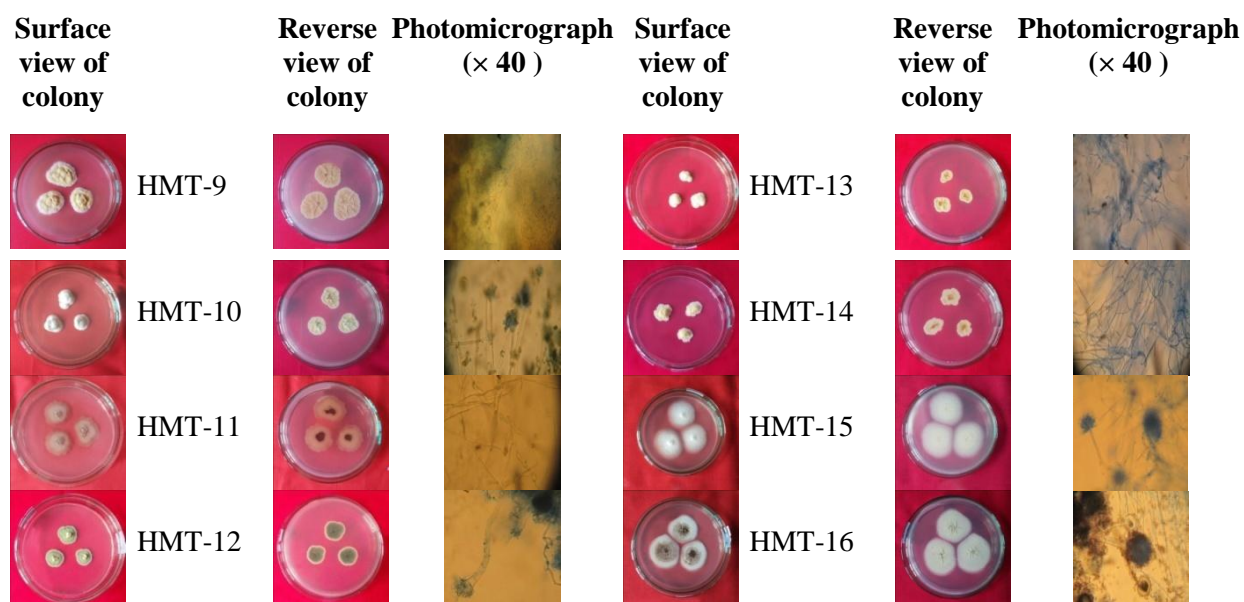 Surface view of colony
Reverse view of colony
Photomicrograph (× 40 )
Surface view of colony
Reverse view of colony
Photomicrograph (× 40 )
HMT-9
HMT-13
HMT-10
HMT-14
HMT-11
HMT-15
HMT-12
HMT-16